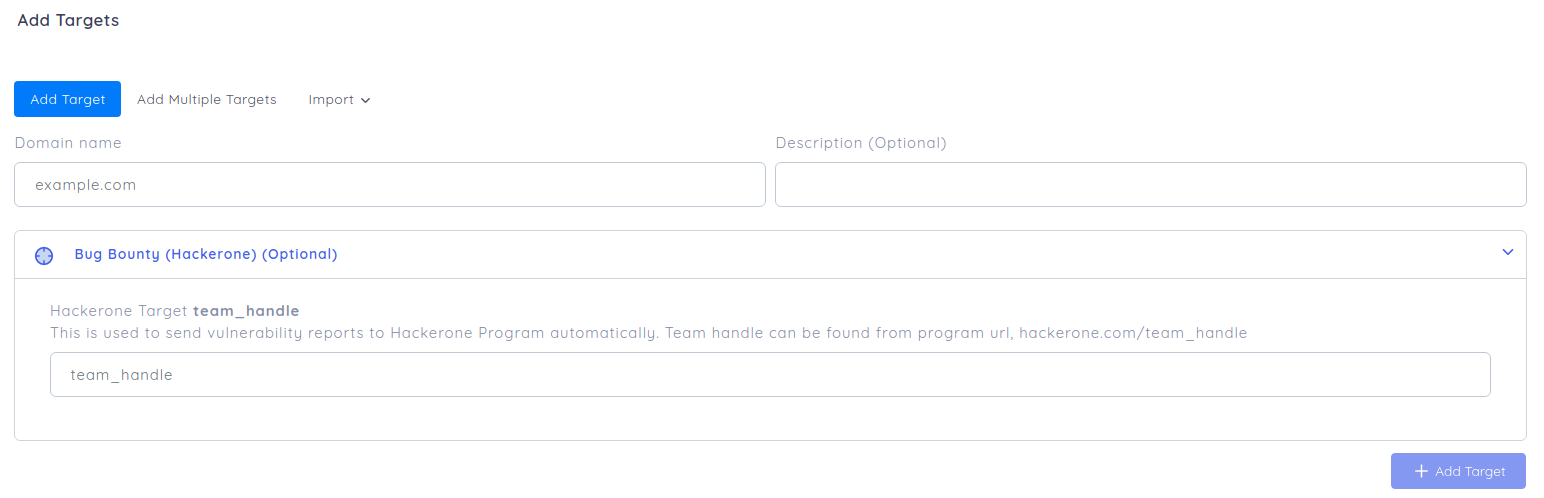 Add Targets
Add Target Add Multiple Targets Import
Domain name Description (Optional)
example.com
Bug Bounty (Hackerone) (Optional)
Hackerone Target team_handle
This is used to send vulnerability reports to Hackerone Program automatically. Team handle can be found from program url, hackerone.com/team_handle
team_handle
+ Add Target